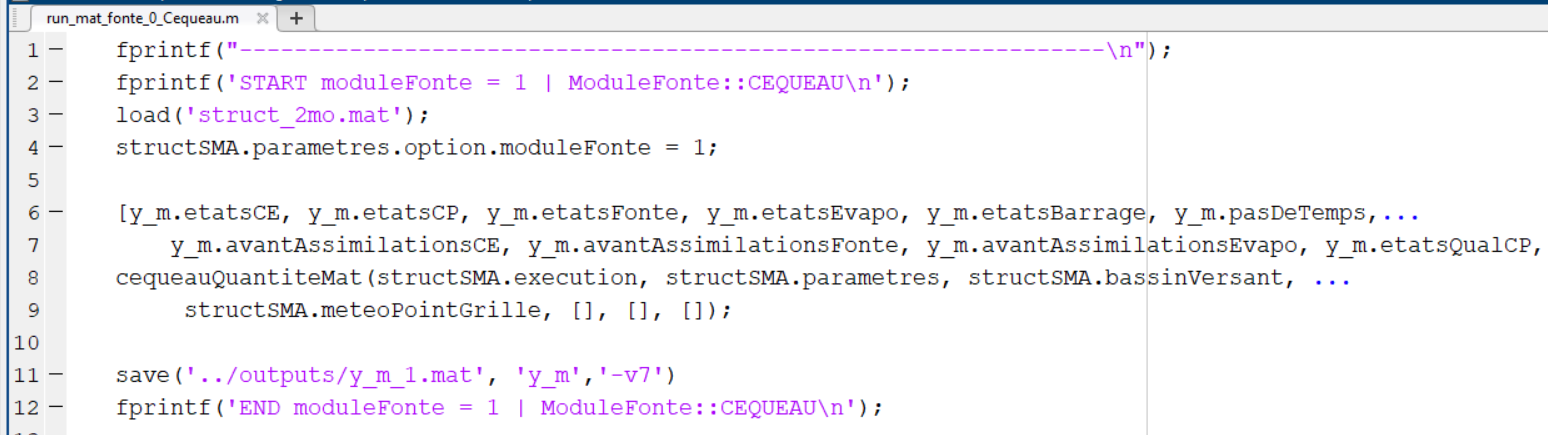 run_mat_fonte_0_Cequeau.m × +
1 — fprintf("---------------------------------------------------------------\n");
2 — fprintf('START moduleFonte = 1 | ModuleFonte::CEQUEAU\n');
3 — load('struct_2mo.mat');
4 — structSMA.parametres.option.moduleFonte = 1;
5
6 — [y_m.etatsCE, y_m.etatsCP, y_m.etatsFonte, y_m.etatsEvapo, y_m.etatsBarrage, y_m.pasDeTemps,...
7 y_m.avantAssimilationsCE, y_m.avantAssimilationsFonte, y_m.avantAssimilationsEvapo, y_m.etatsQualCP,
8 cequeauQuantiteMat(structSMA.execution, structSMA.parametres, structSMA.bassinVersant, ...
9 structSMA.meteoPointGrille, [], [], []);
10
11 — save('../outputs/y_m_1.mat', 'y_m','-v7')
12 — fprintf('END moduleFonte = 1 | ModuleFonte::CEQUEAU\n');